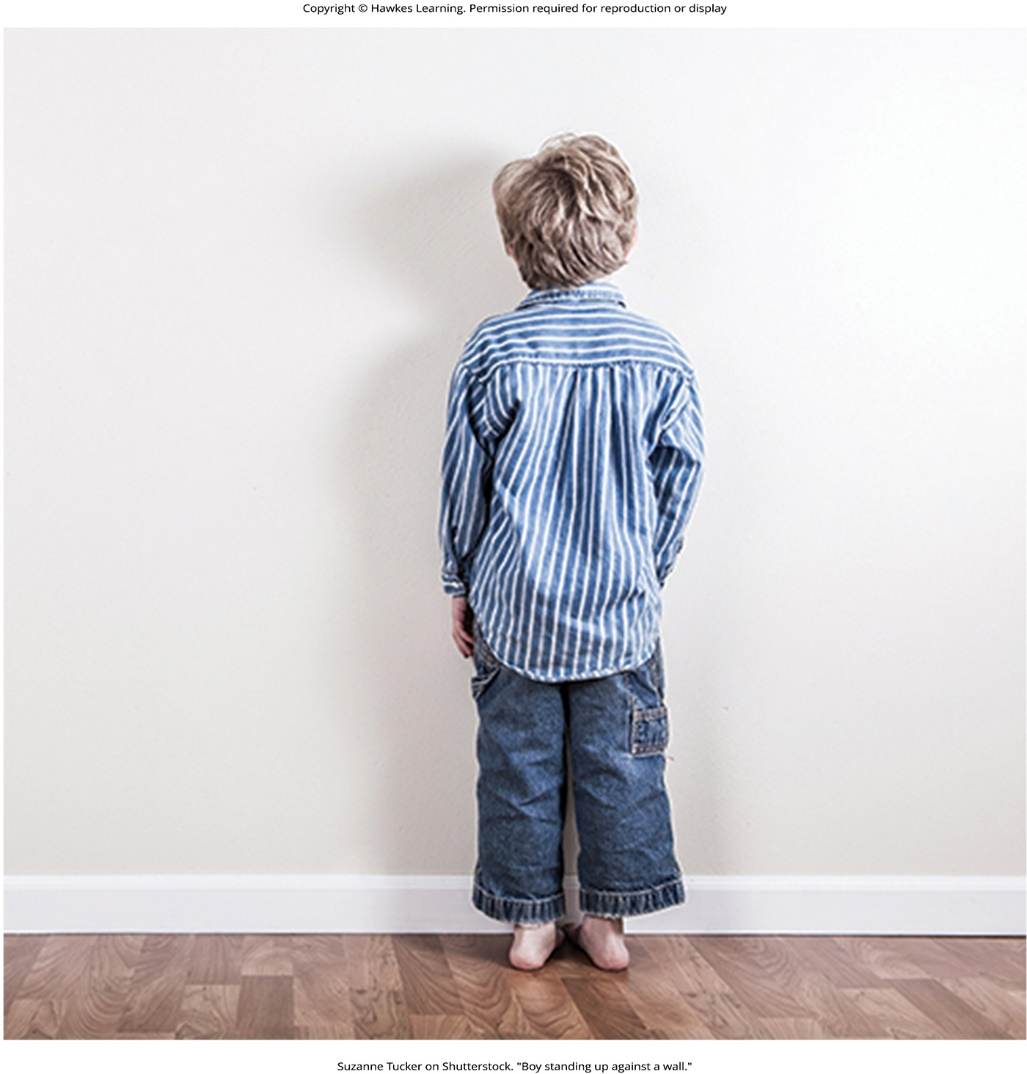 Copyright © Hawkes Learning. Permission required for reproduction or display
Suzanne Tucker on Shutterstock. "Boy standing up against a wall."